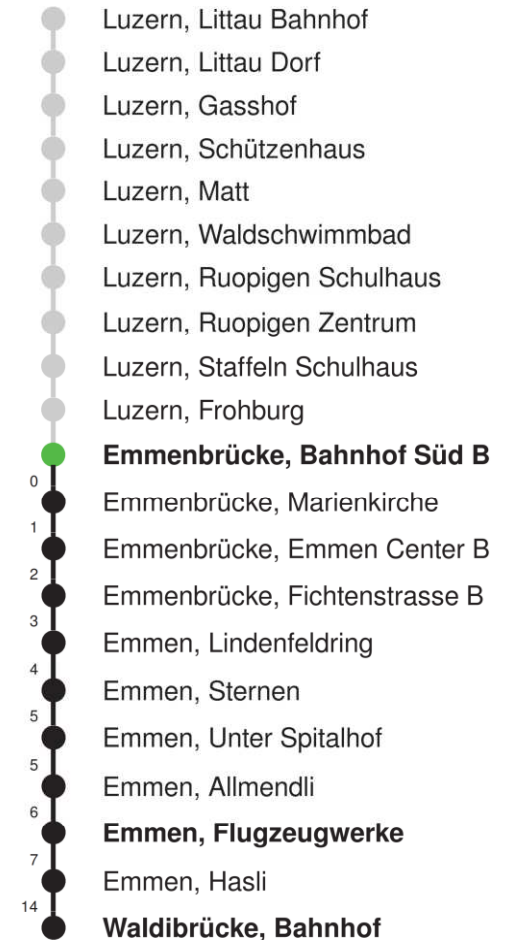 Luzern, Littau Bahnhof
Luzern, Littau Dorf
Luzern, Gasshof
Luzern, Schützenhaus
Luzern, Matt
Luzern, Waldschwimmbad
Luzern, Ruopigen Schulhaus
Luzern, Ruopigen Zentrum
Luzern, Staffeln Schulhaus
Luzern, Frohburg
Emmenbrücke, Bahnhof Süd B
0
Emmenbrücke, Marienkirche
1
Emmenbrücke, Emmen Center B
2
Emmenbrücke, Fichtenstrasse B
3
Emmen, Lindenfeldring
4
Emmen, Sternen
5
Emmen, Unter Spitalhof
5
Emmen, Allmendli
6
Emmen, Flugzeugwerke
7
Emmen, Hasli
14
Waldibrücke, Bahnhof